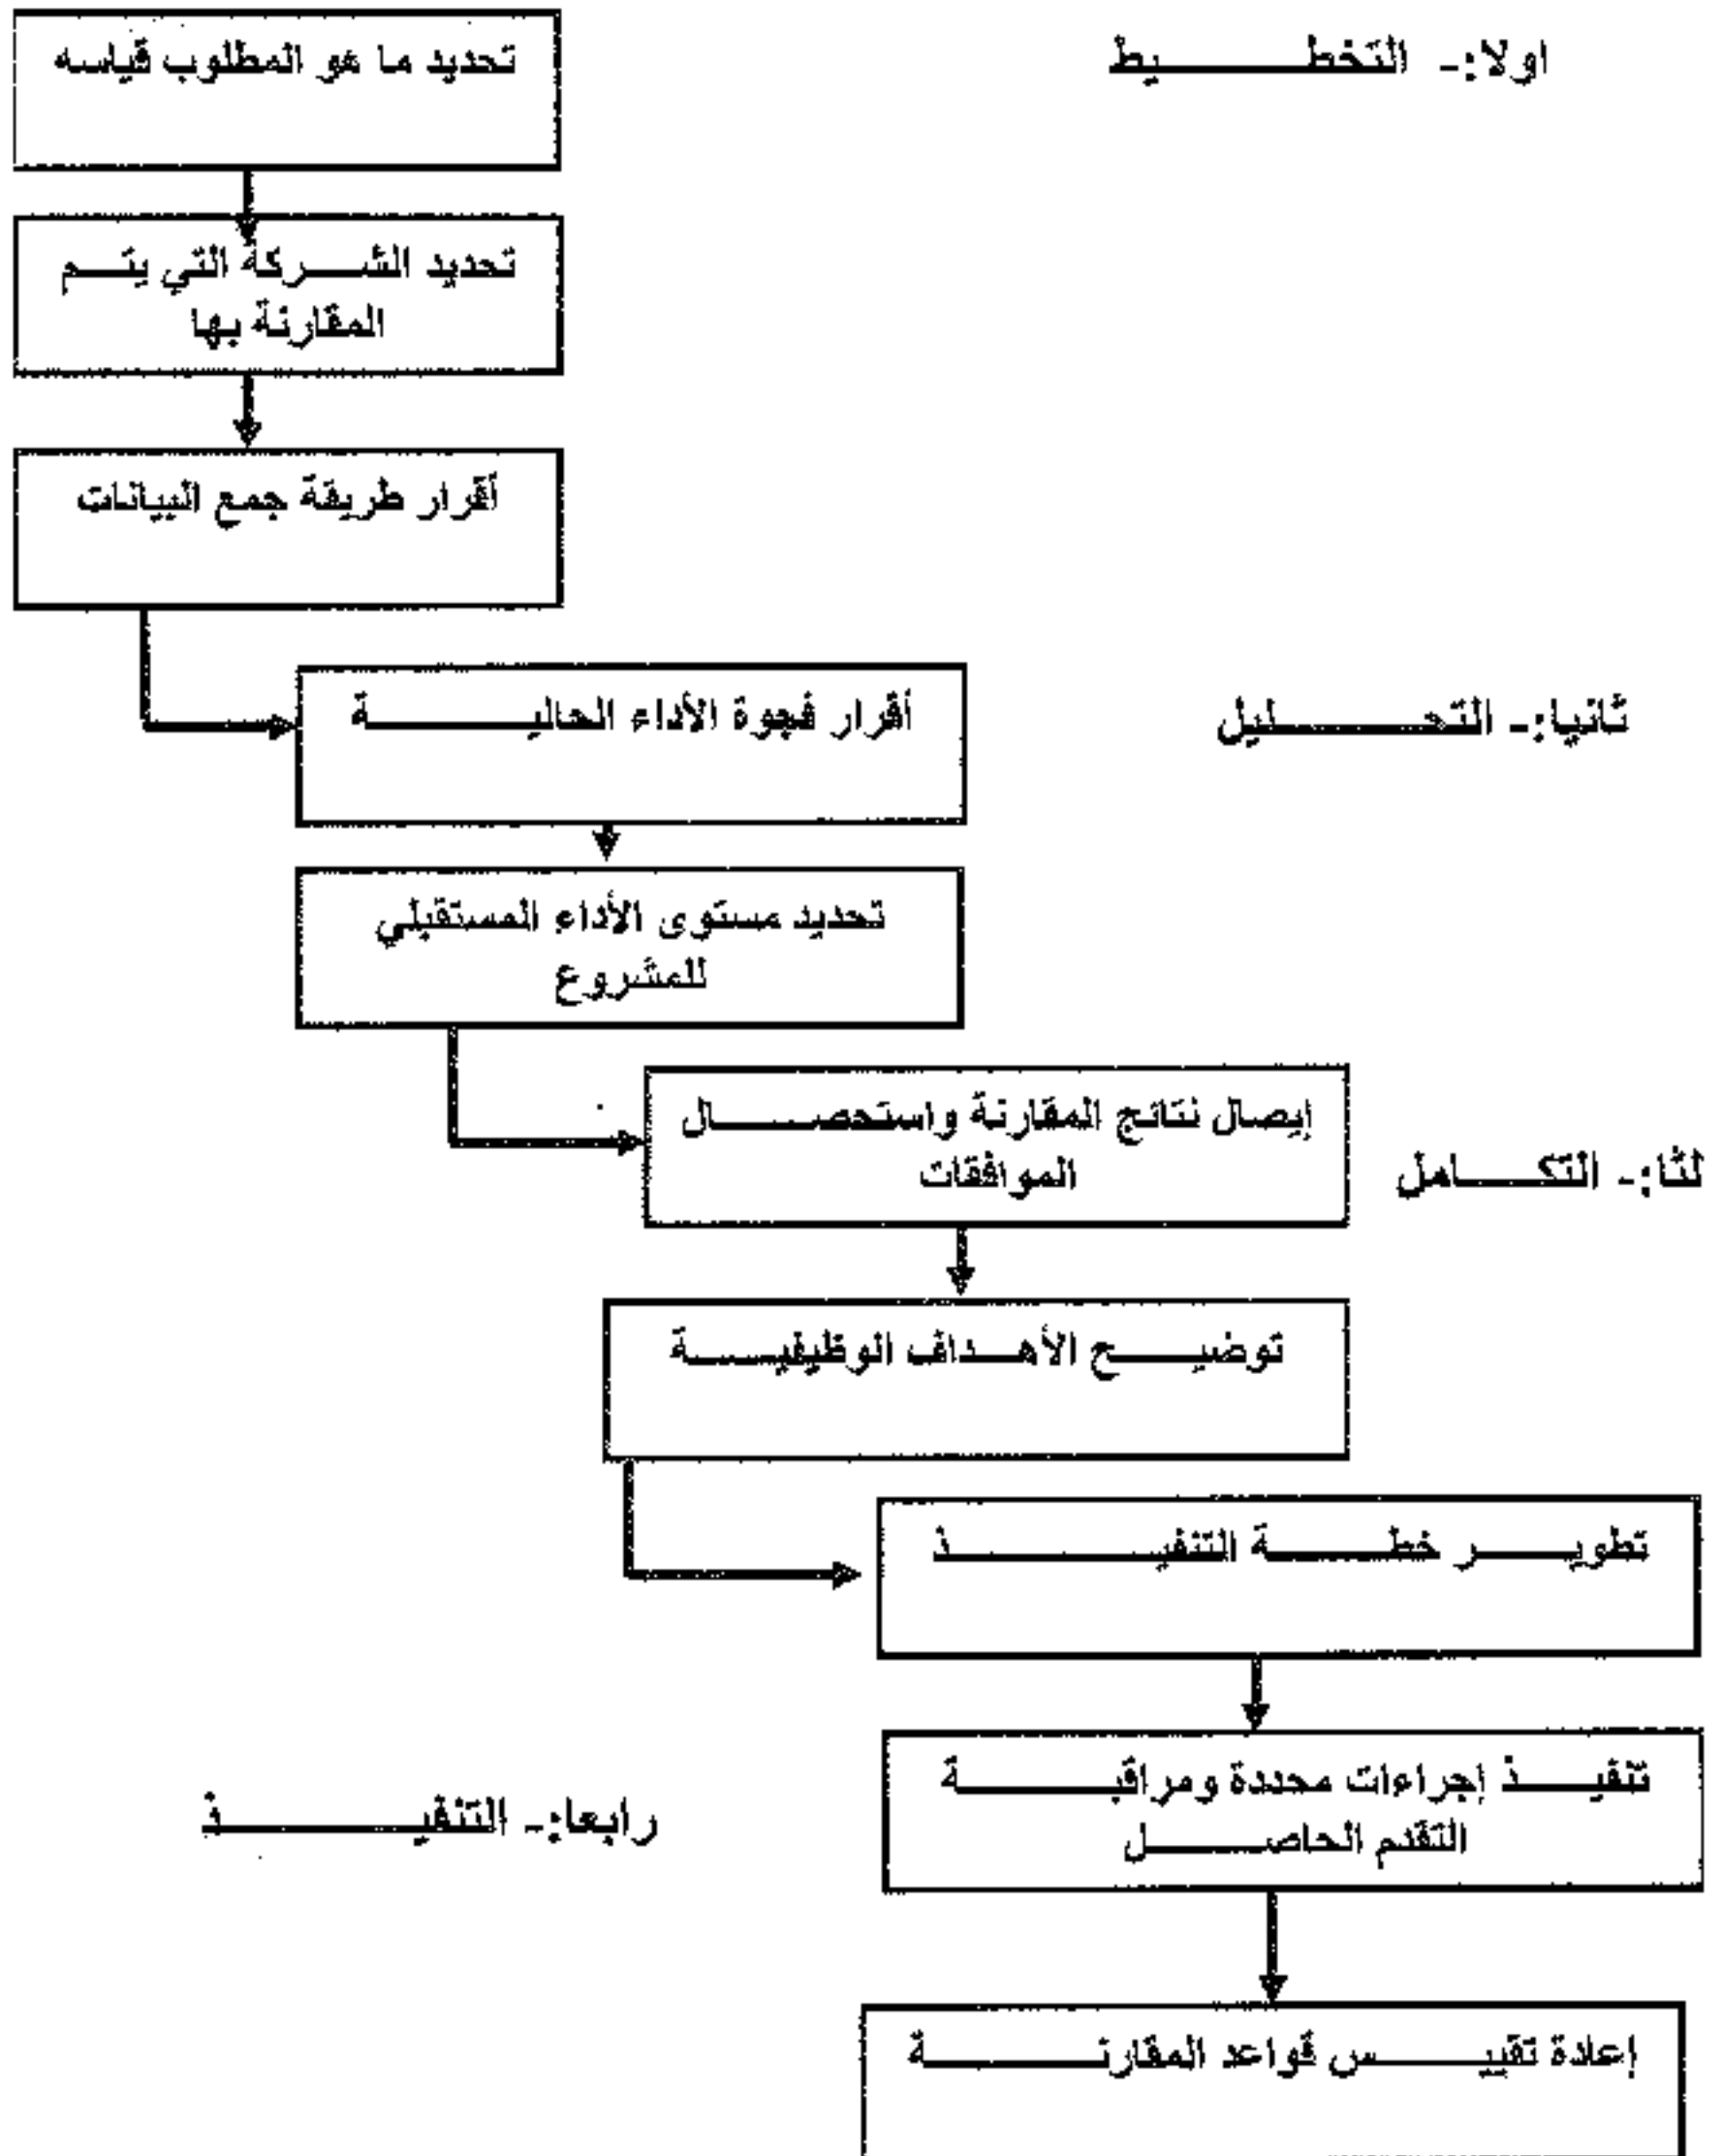 اولا:- التخطيط
تحديد ما هو المطلوب قياسه
تحديد الشركة التي يتم
المقارنة بها
أقرار طريقة جمع البيانات
ثانيا:- التحليل
أقرار فجوة الأداء الحالية
تحديد مستوى الأداء المستقبلي
للمشروع
لثا:- التكامل
إيصال نتائج المقارنة واستحصال
الموافقات
توضيح الأهداف الوظيفية
تطوير خطة التنفيذ
رابعا:- التنفيذ
تنفيذ إجراءات محددة ومراقبة
التقدم الحاصل
إعادة تقييس قواعد المقارنة